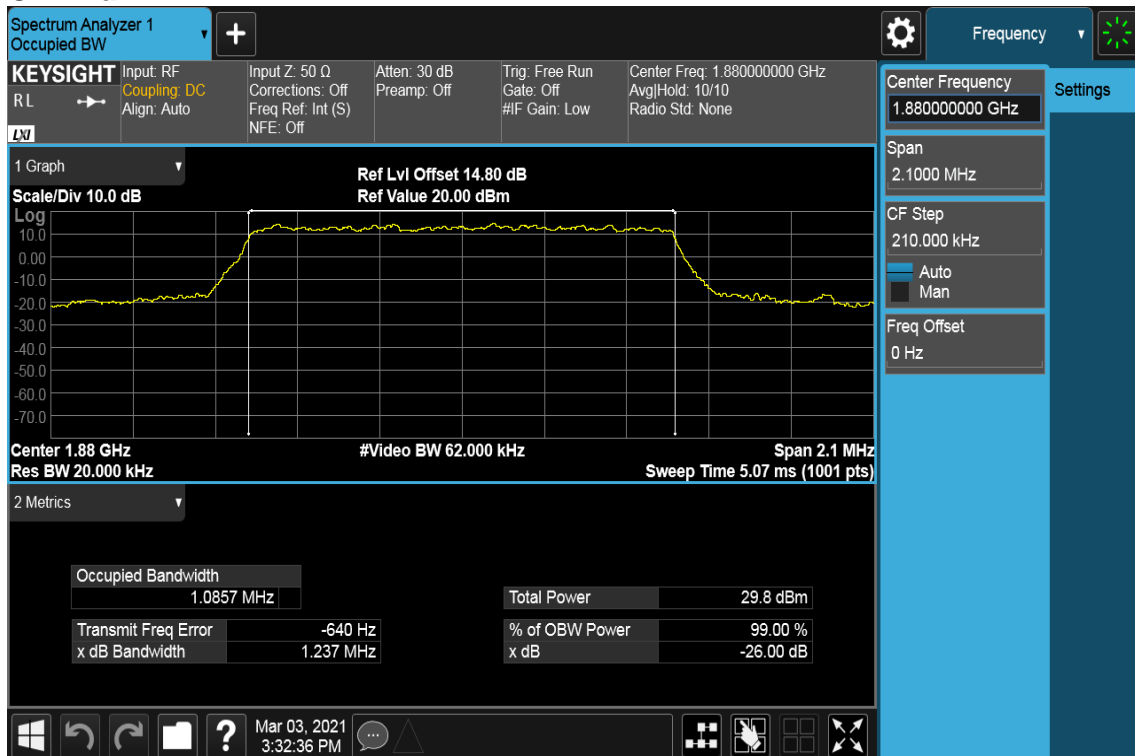 Spectrum Analyzer 1
Occupied BW
+
Frequency
KEYSIGHT
RL
LXI
Input: RF
Coupling: DC
Align: Auto
Input Z: 50 Ω
Corrections: Off
Freq Ref: Int (S)
NFE: Off
Atten: 30 dB
Preamp: Off
Trig: Free Run
Gate: Off
#IF Gain: Low
Center Freq: 1.880000000 GHz
Avg|Hold: 10/10
Radio Std: None
Center Frequency
1.880000000 GHz
Settings
Span
2.1000 MHz
CF Step
210.000 kHz
Auto
Man
Freq Offset
0 Hz
1 Graph
Scale/Div 10.0 dB
Ref Lvl Offset 14.80 dB
Ref Value 20.00 dBm
Log
10.0
0.00
-10.0
-20.0
-30.0
-40.0
-50.0
-60.0
-70.0
Center 1.88 GHz
#Video BW 62.000 kHz
Span 2.1 MHz
Res BW 20.000 kHz
Sweep Time 5.07 ms (1001 pts)
2 Metrics
Occupied Bandwidth
1.0857 MHz
Total Power 29.8 dBm
Transmit Freq Error -640 Hz
% of OBW Power 99.00 %
x dB Bandwidth 1.237 MHz
x dB -26.00 dB
?
Mar 03, 2021
3:32:36 PM